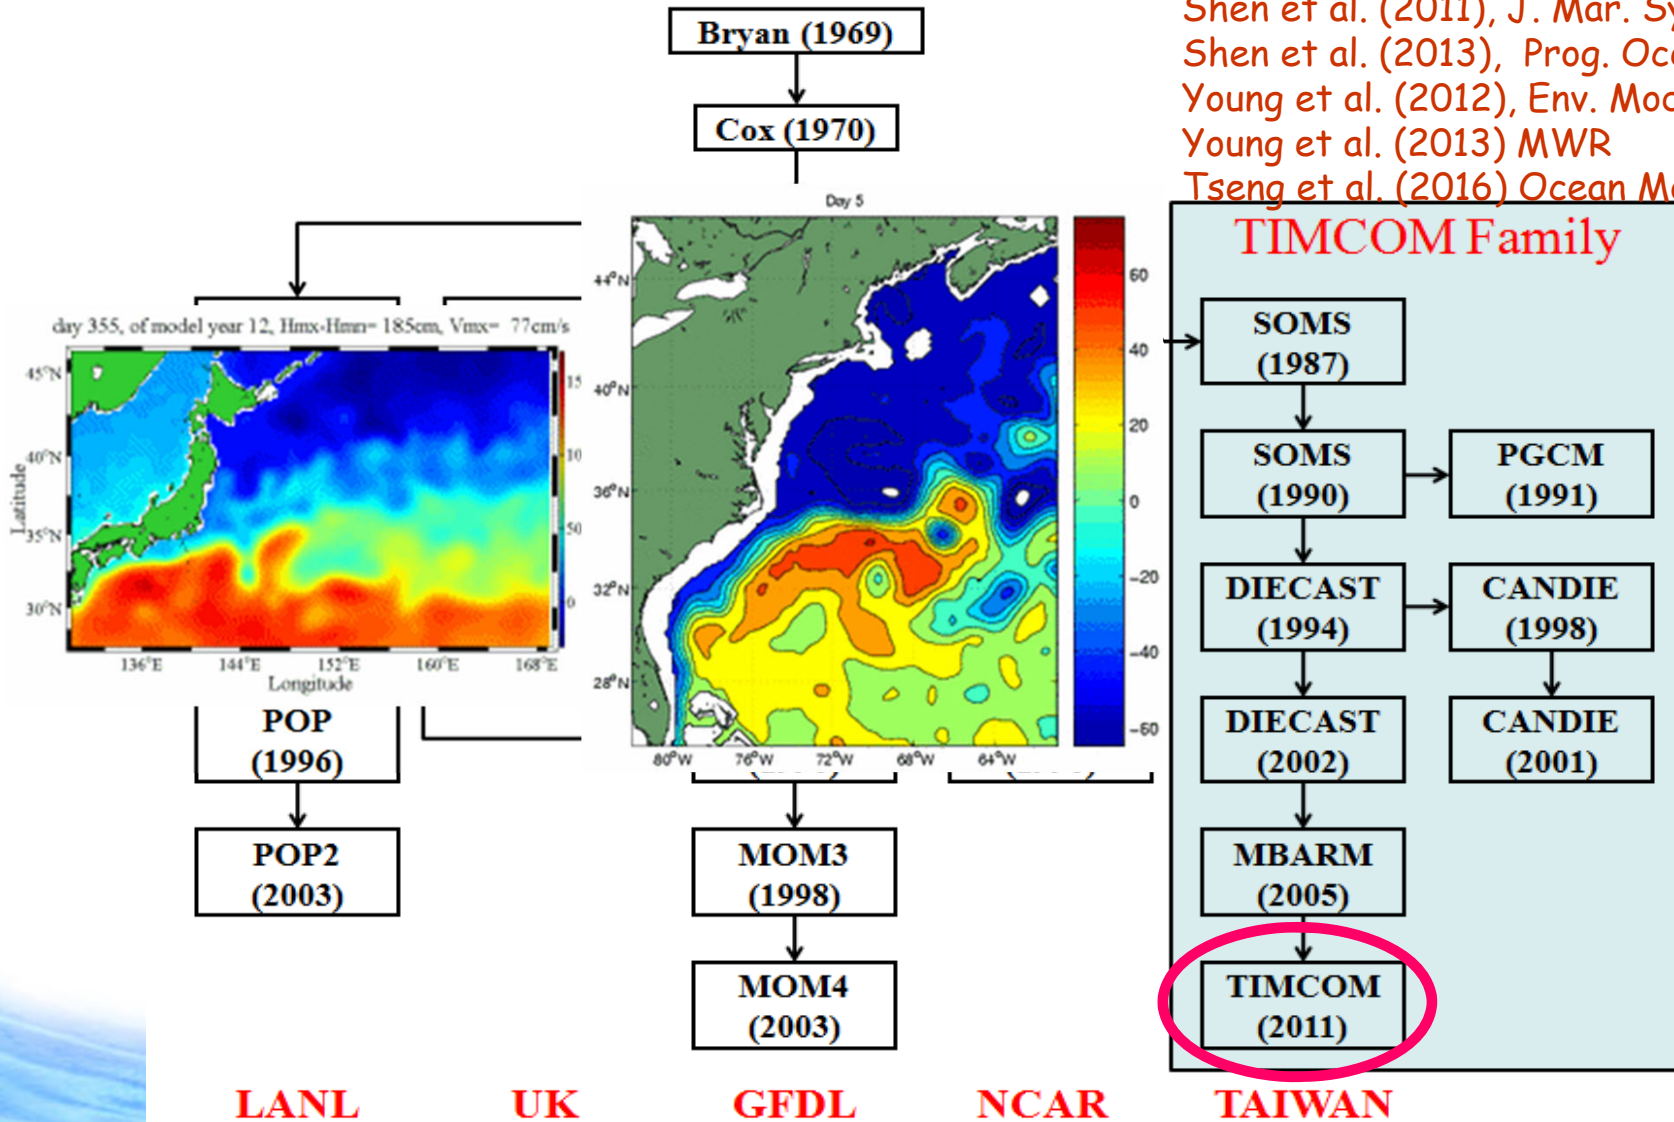 Bryan (1969)
Cox (1970)
Shen et al. (2011), J. Mar. Sy
Shen et al. (2013), Prog. Oce
Young et al. (2012), Env. Mod
Young et al. (2013) MWR
Tseng et al. (2016) Ocean Mo
TIMCOM Family
SOMS
(1987)
SOMS
(1990)
PGCM
(1991)
DIECAST
(1994)
CANDIE
(1998)
DIECAST
(2002)
CANDIE
(2001)
MBARM
(2005)
TIMCOM
(2011)
Day 5
44°N
40°N
36°N
32°N
28°N
80°W 76°W 72°W 68°W 64°W
60
40
20
0
-20
-40
-60
day 355, of model year 12, Hmx-Hmn= 185cm, Vmx= 77cm/s
45°N
40°N
35°N
30°N
Latitude
136°E 144°E 152°E 160°E 168°E
Longitude
15
10
50
0
POP
(1996)
POP2
(2003)
MOM3
(1998)
MOM4
(2003)
LANL UK GFDL NCAR TAIWAN